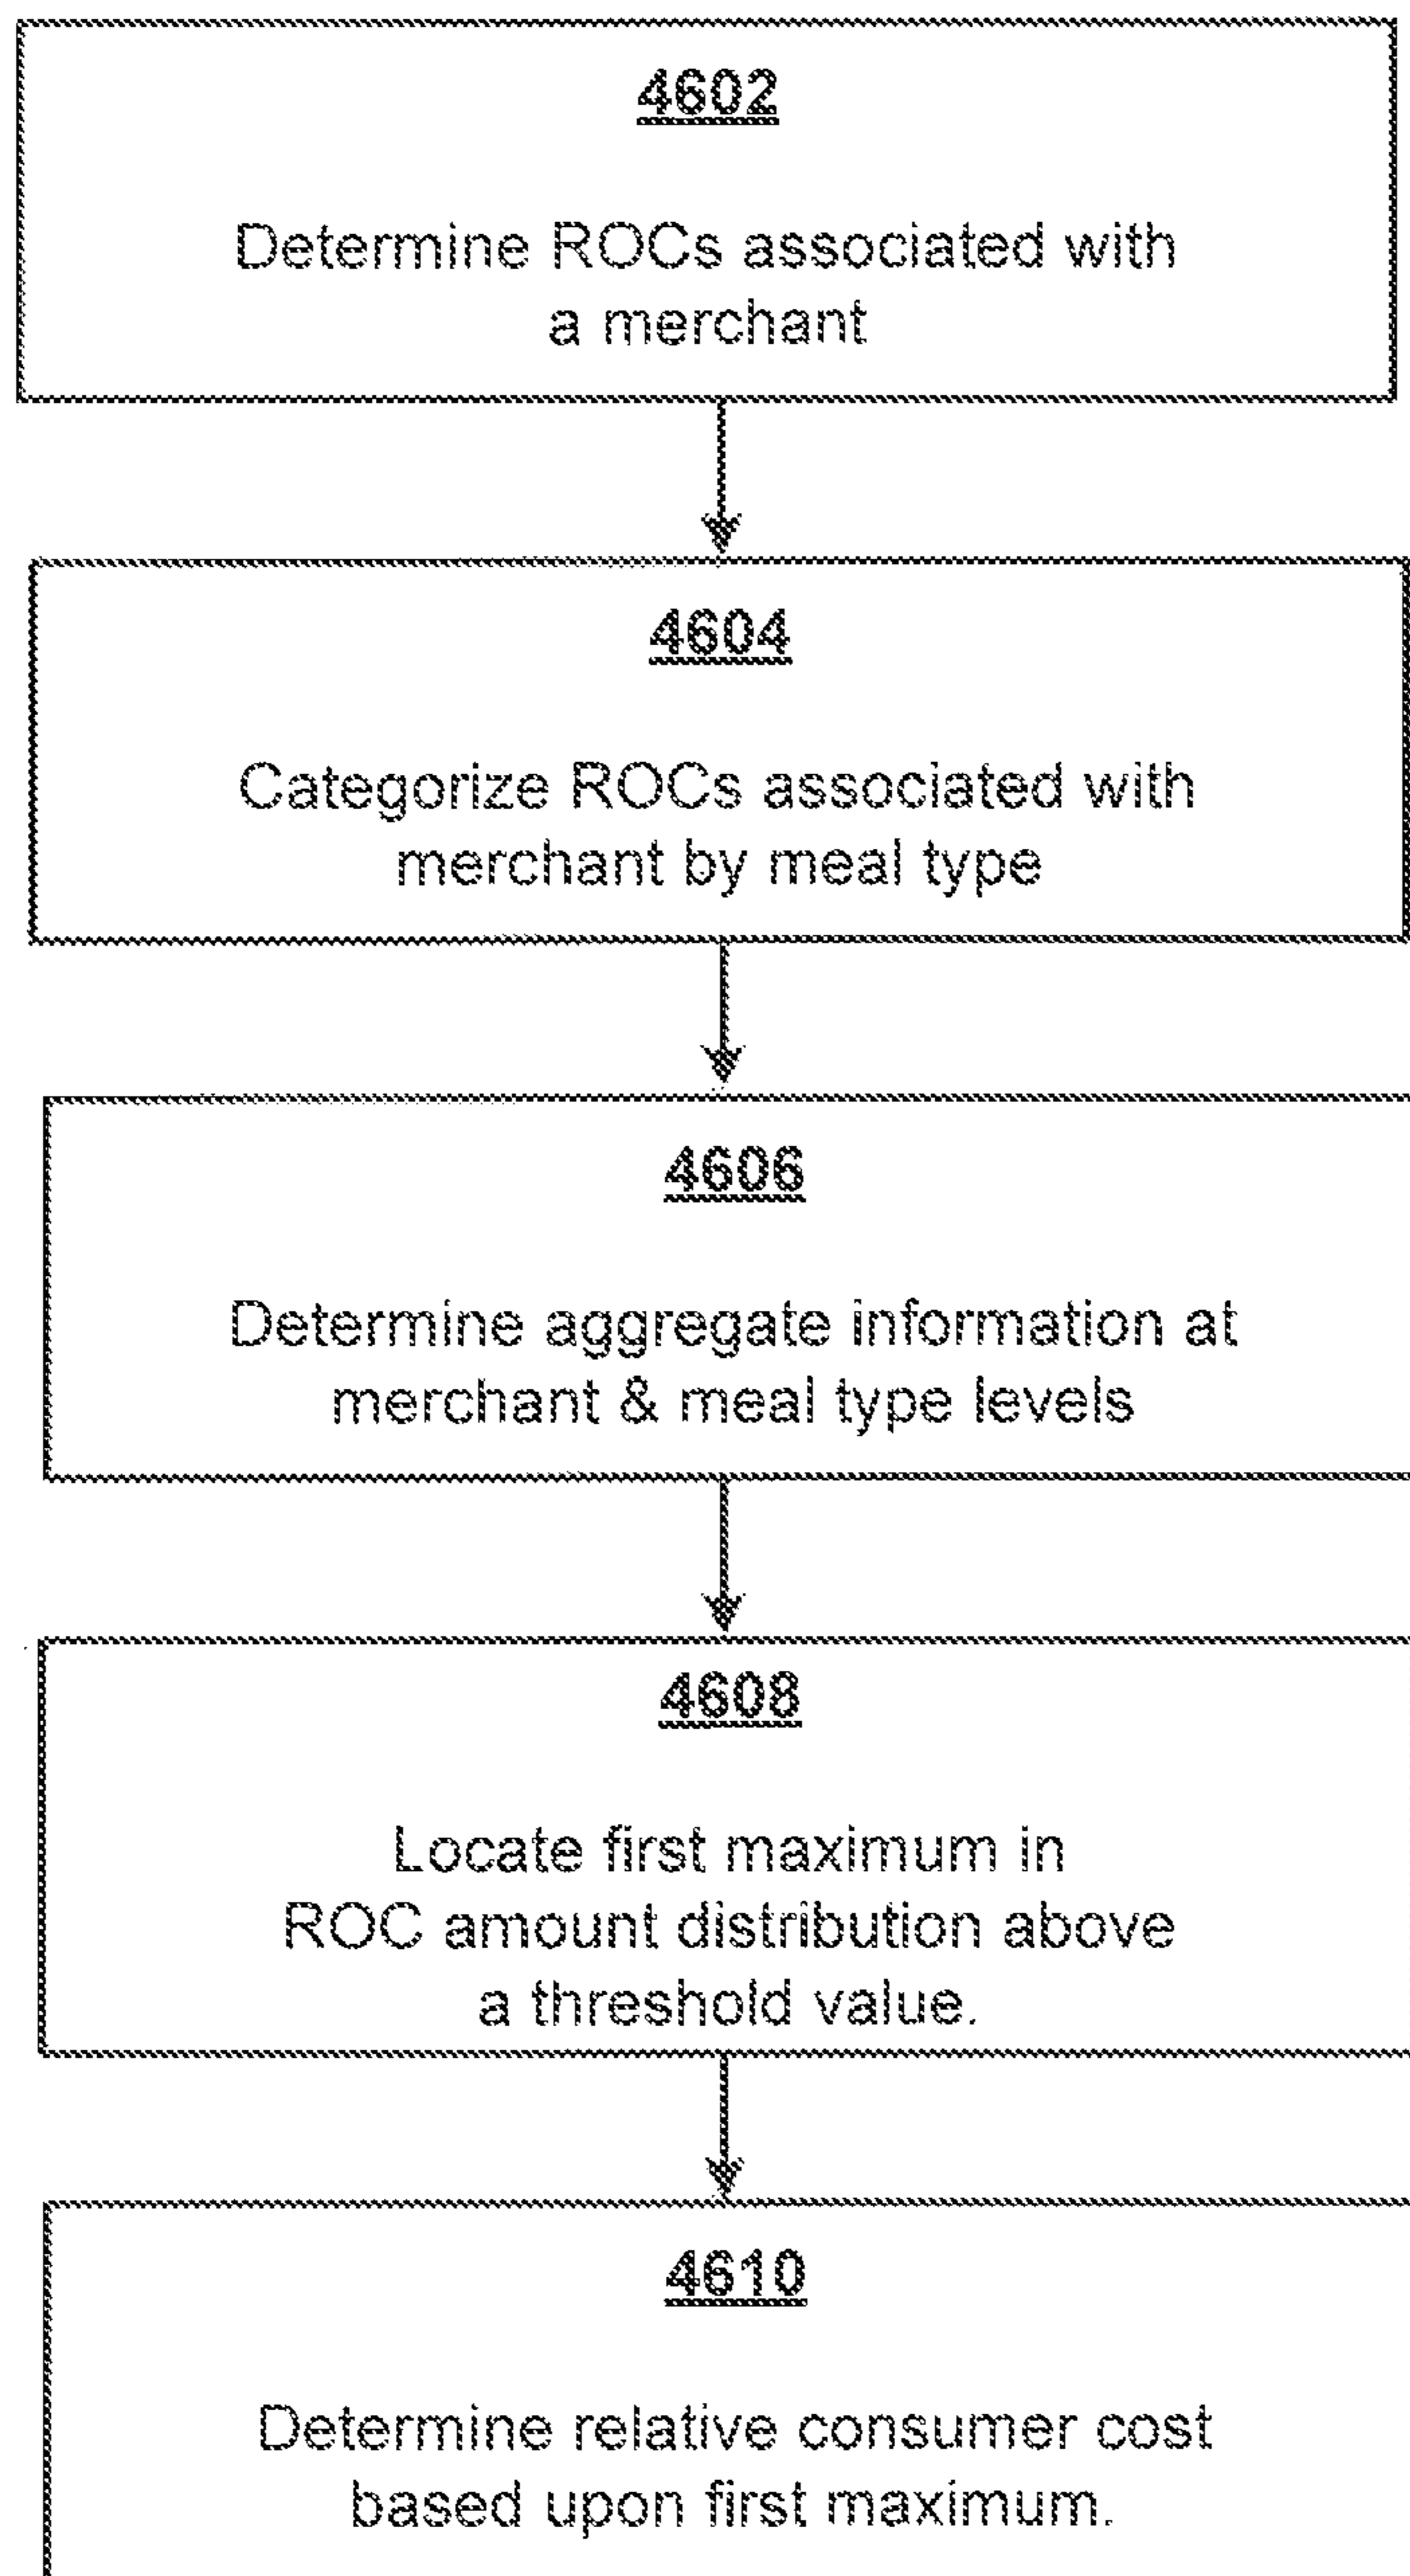 4602
Determine ROCs associated with
a merchant
4604
Categorize ROCs associated with
merchant by meal type
4606
Determine aggregate information at
merchant & meal type levels
4608
Locate first maximum in
ROC amount distribution above
a threshold value.
4610
Determine relative consumer cost
based upon first maximum.